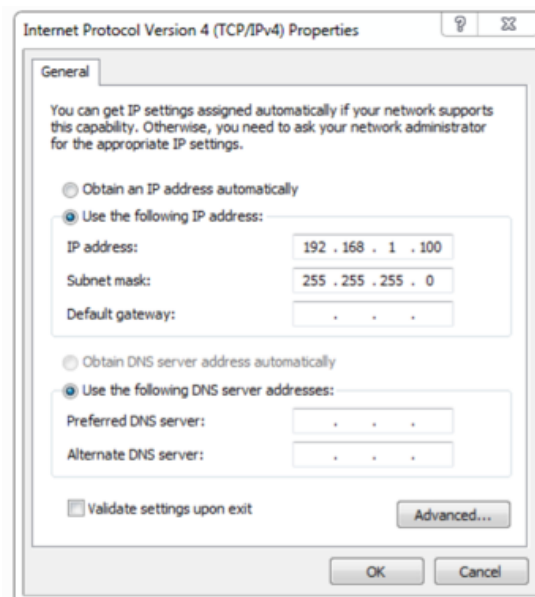 Internet Protocol Version 4 (TCP/IPv4) Properties
General
You can get IP settings assigned automatically if your network supports
this capability. Otherwise, you need to ask your network administrator
for the appropriate IP settings.
Obtain an IP address automatically
Use the following IP address:
IP address: 192 . 168 . 1 . 100
Subnet mask: 255 . 255 . 255 . 0
Default gateway: . . .
Obtain DNS server address automatically
Use the following DNS server addresses:
Preferred DNS server: . . .
Alternate DNS server: . . .
Validate settings upon exit
Advanced...
OK Cancel